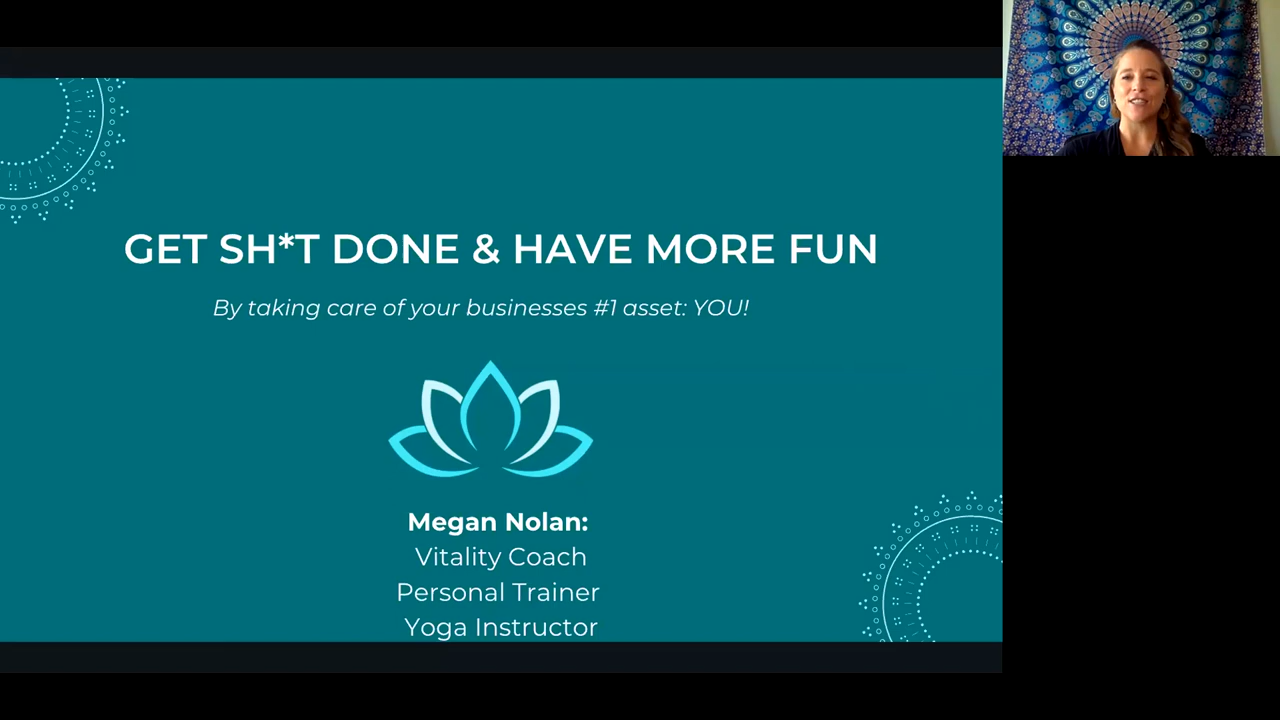 GET SH*T DONE & HAVE MORE FUN
By taking care of your businesses #1 asset: YOU!
Megan Nolan:
Vitality Coach
Personal Trainer
Yoga Instructor